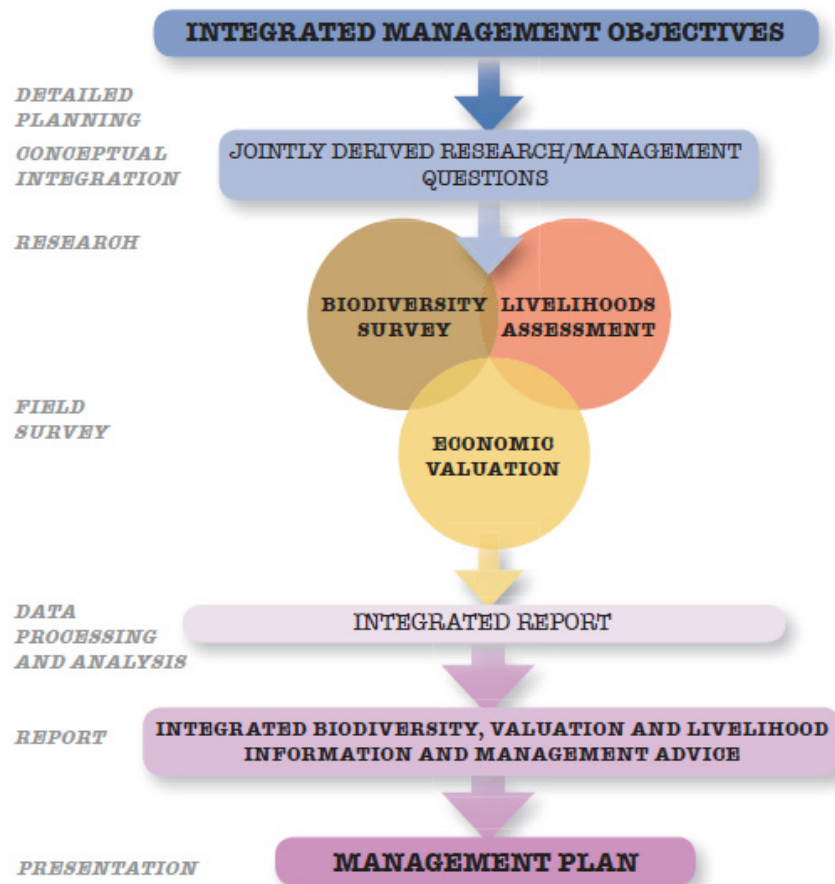 INTEGRATED MANAGEMENT OBJECTIVES
DETAILED
PLANNING
CONCEPTUAL
INTEGRATION
JOINTLY DERIVED RESEARCH/MANAGEMENT
QUESTIONS
RESEARCH
BIODIVERSITY
SURVEY
LIVELIHOODS
ASSESSMENT
FIELD
SURVEY
ECONOMIC
VALUATION
DATA
PROCESSING
AND ANALYSIS
INTEGRATED REPORT
REPORT
INTEGRATED BIODIVERSITY, VALUATION AND LIVELIHOOD
INFORMATION AND MANAGEMENT ADVICE
PRESENTATION
MANAGEMENT PLAN